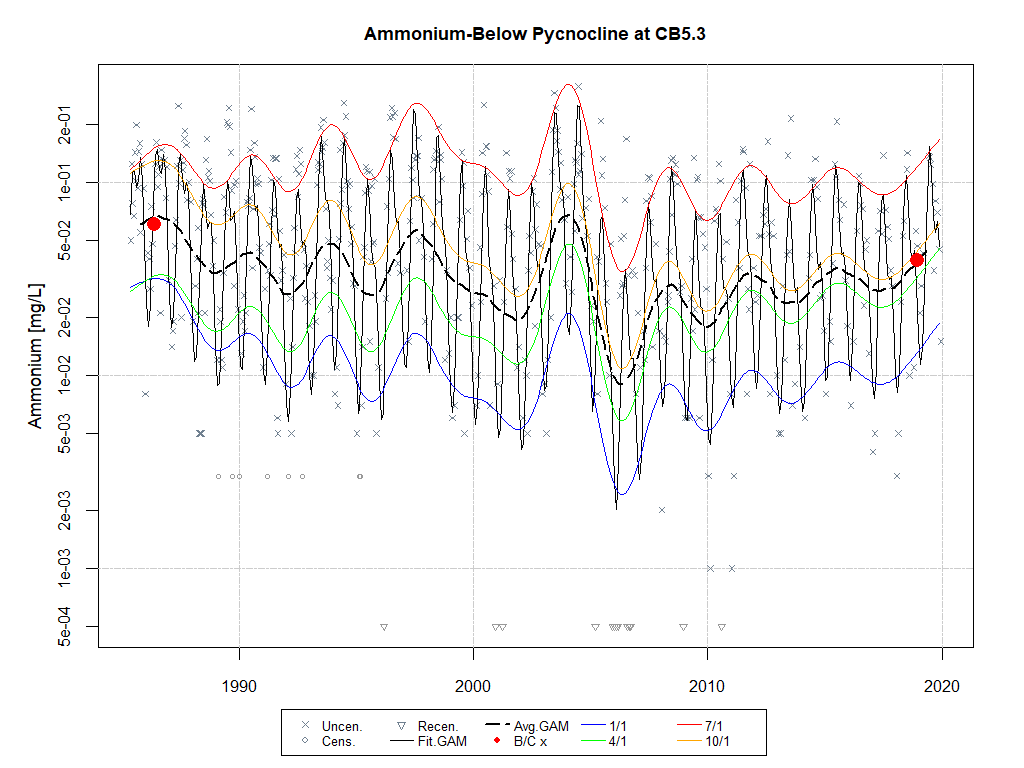 Ammonium-Below Pycnocline at CB5.3
Ammonium [mg/L]
2e-01
1e-01
5e-02
2e-02
1e-02
5e-03
2e-03
1e-03
5e-04
1990 2000 2010 2020
Uncen. Recen. Avg.GAM 1/1 7/1
Cens. Fit.GAM B/C x 4/1 10/1